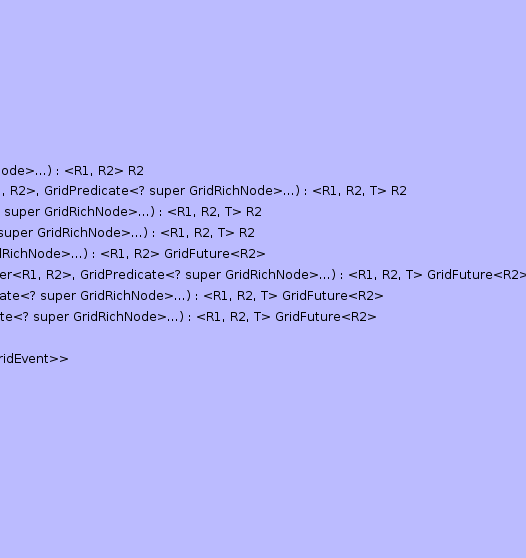 ode>...) : <R1, R2> R2
, R2>, GridPredicate<? super GridRichNode>...) : <R1, R2, T> R2
super GridRichNode>...) : <R1, R2, T> R2
super GridRichNode>...) : <R1, R2, T> R2
dRichNode>...) : <R1, R2> GridFuture<R2>
er<R1, R2>, GridPredicate<? super GridRichNode>...) : <R1, R2, T> GridFuture<R2>
ate<? super GridRichNode>...) : <R1, R2, T> GridFuture<R2>
te<? super GridRichNode>...) : <R1, R2, T> GridFuture<R2>
ridEvent>>